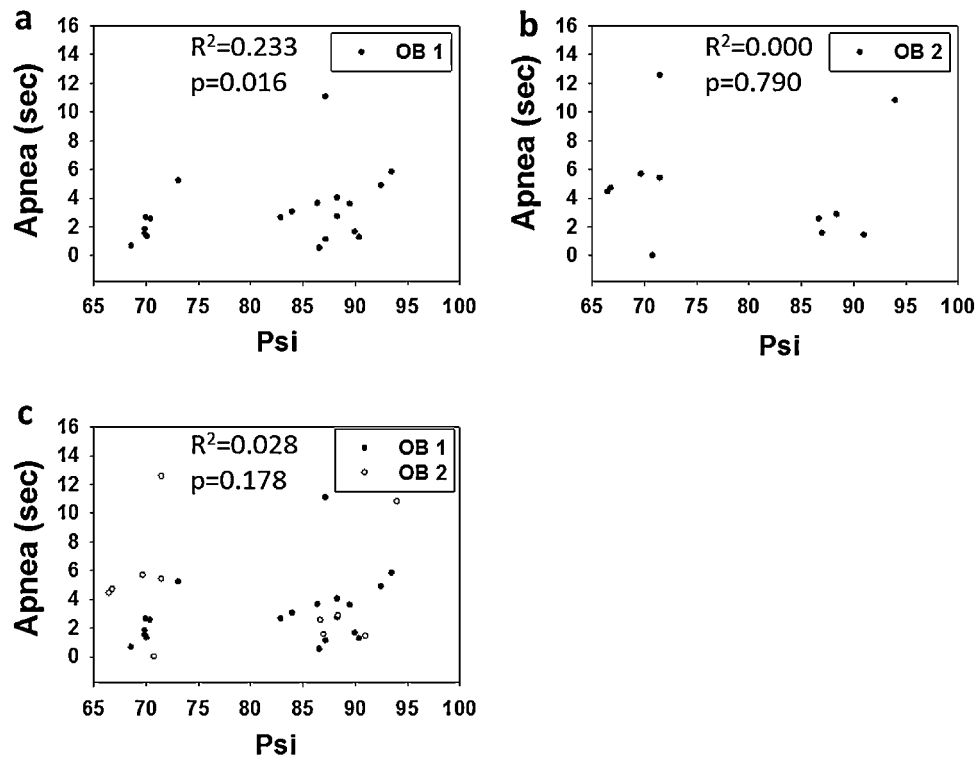 a
16
14
12
10
8
6
4
2
0
Apnea (sec)
R²=0.233
p=0.016
OB 1
65 70 75 80 85 90 95 100
Psi
b
16
14
12
10
8
6
4
2
0
Apnea (sec)
R²=0.000
p=0.790
OB 2
65 70 75 80 85 90 95 100
Psi
c
16
14
12
10
8
6
4
2
0
Apnea (sec)
R²=0.028
p=0.178
OB 1
OB 2
65 70 75 80 85 90 95 100
Psi